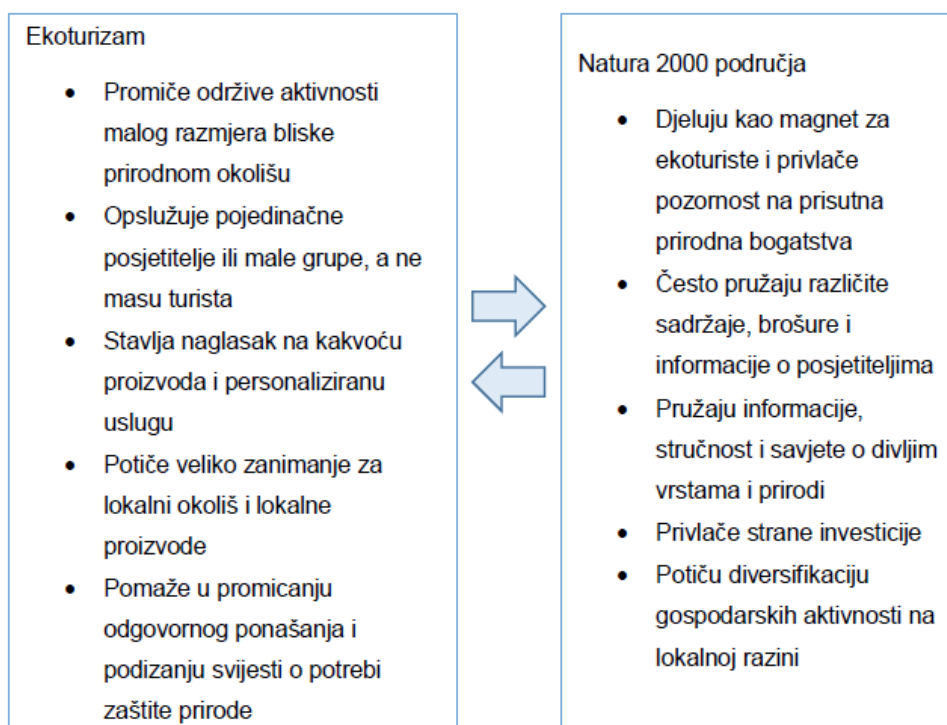 Ekoturizam
• Promiče održive aktivnosti
malog razmjera bliske
prirodnom okolišu
• Opslužuje pojedinačne
posjetitelje ili male grupe, a ne
masu turista
• Stavlja naglasak na kakvoću
proizvoda i personaliziranu
uslugu
• Potiče veliko zanimanje za
lokalni okoliš i lokalne
proizvode
• Pomaže u promicanju
odgovornog ponašanja i
podizanju svijesti o potrebi
zaštite prirode
Natura 2000 područja
• Djeluju kao magnet za
ekoturiste i privlače
pozornost na prisutna
prirodna bogatstva
• Često pružaju različite
sadržaje, brošure i
informacije o posjetiteljima
• Pružaju informacije,
stručnost i savjete o divljim
vrstama i prirodi
• Privlače strane investicije
• Potiču diversifikaciju
gospodarskih aktivnosti na
lokalnoj razini